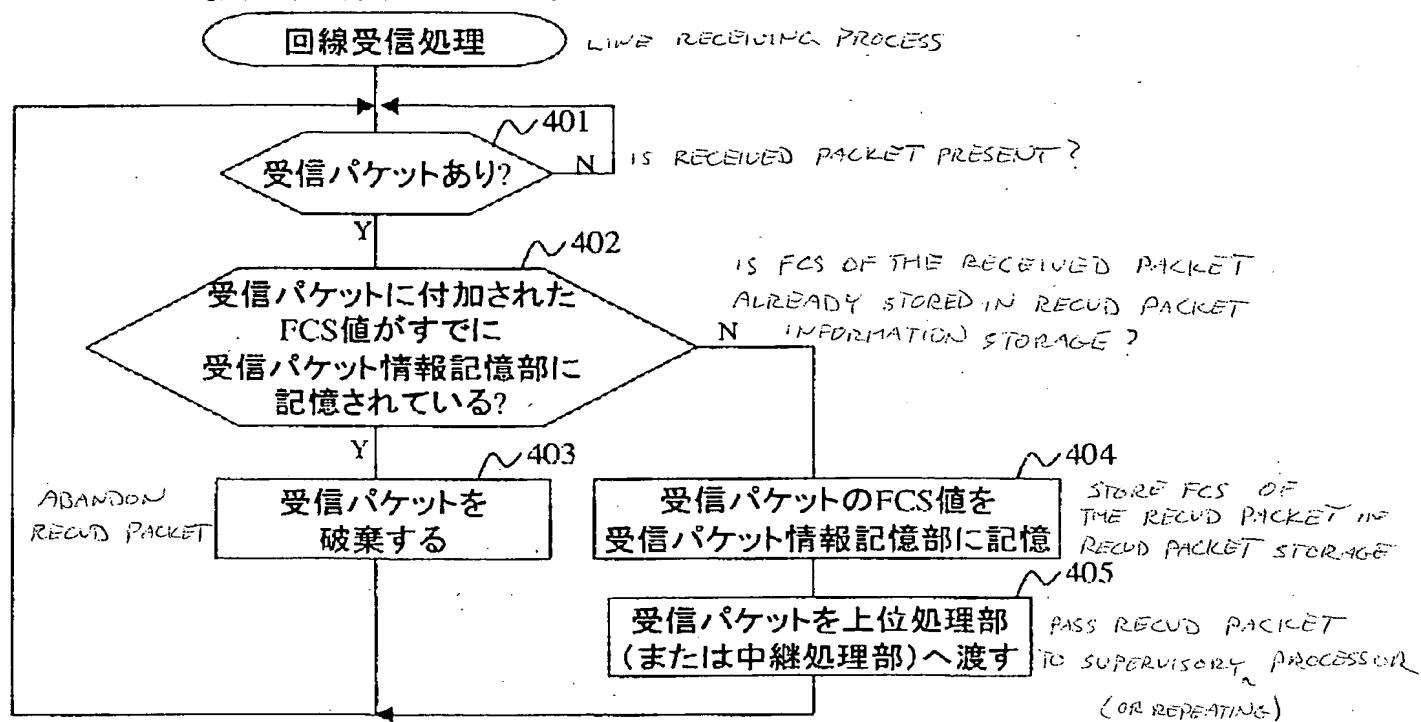 回線受信処理
LINE RECEIVING PROCESS
401
受信パケットあり?
N
IS RECEIVED PACKET PRESENT?
Y
402
受信パケットに付加された
FCS値がすでに
受信パケット情報記憶部に
記憶されている?
N
IS FCS OF THE RECEIVED PACKET
ALREADY STORED IN RECVD PACKET
INFORMATION STORAGE?
Y
403
受信パケットを
破棄する
ABANDON
RECVD PACKET
404
受信パケットのFCS値を
受信パケット情報記憶部に記憶
STORE FCS OF
THE RECVD PACKET IN
RECVD PACKET STORAGE
405
受信パケットを上位処理部
(または中継処理部)へ渡す
PASS RECVD PACKET
TO SUPERVISORY PROCESSOR
(OR REPEATING)